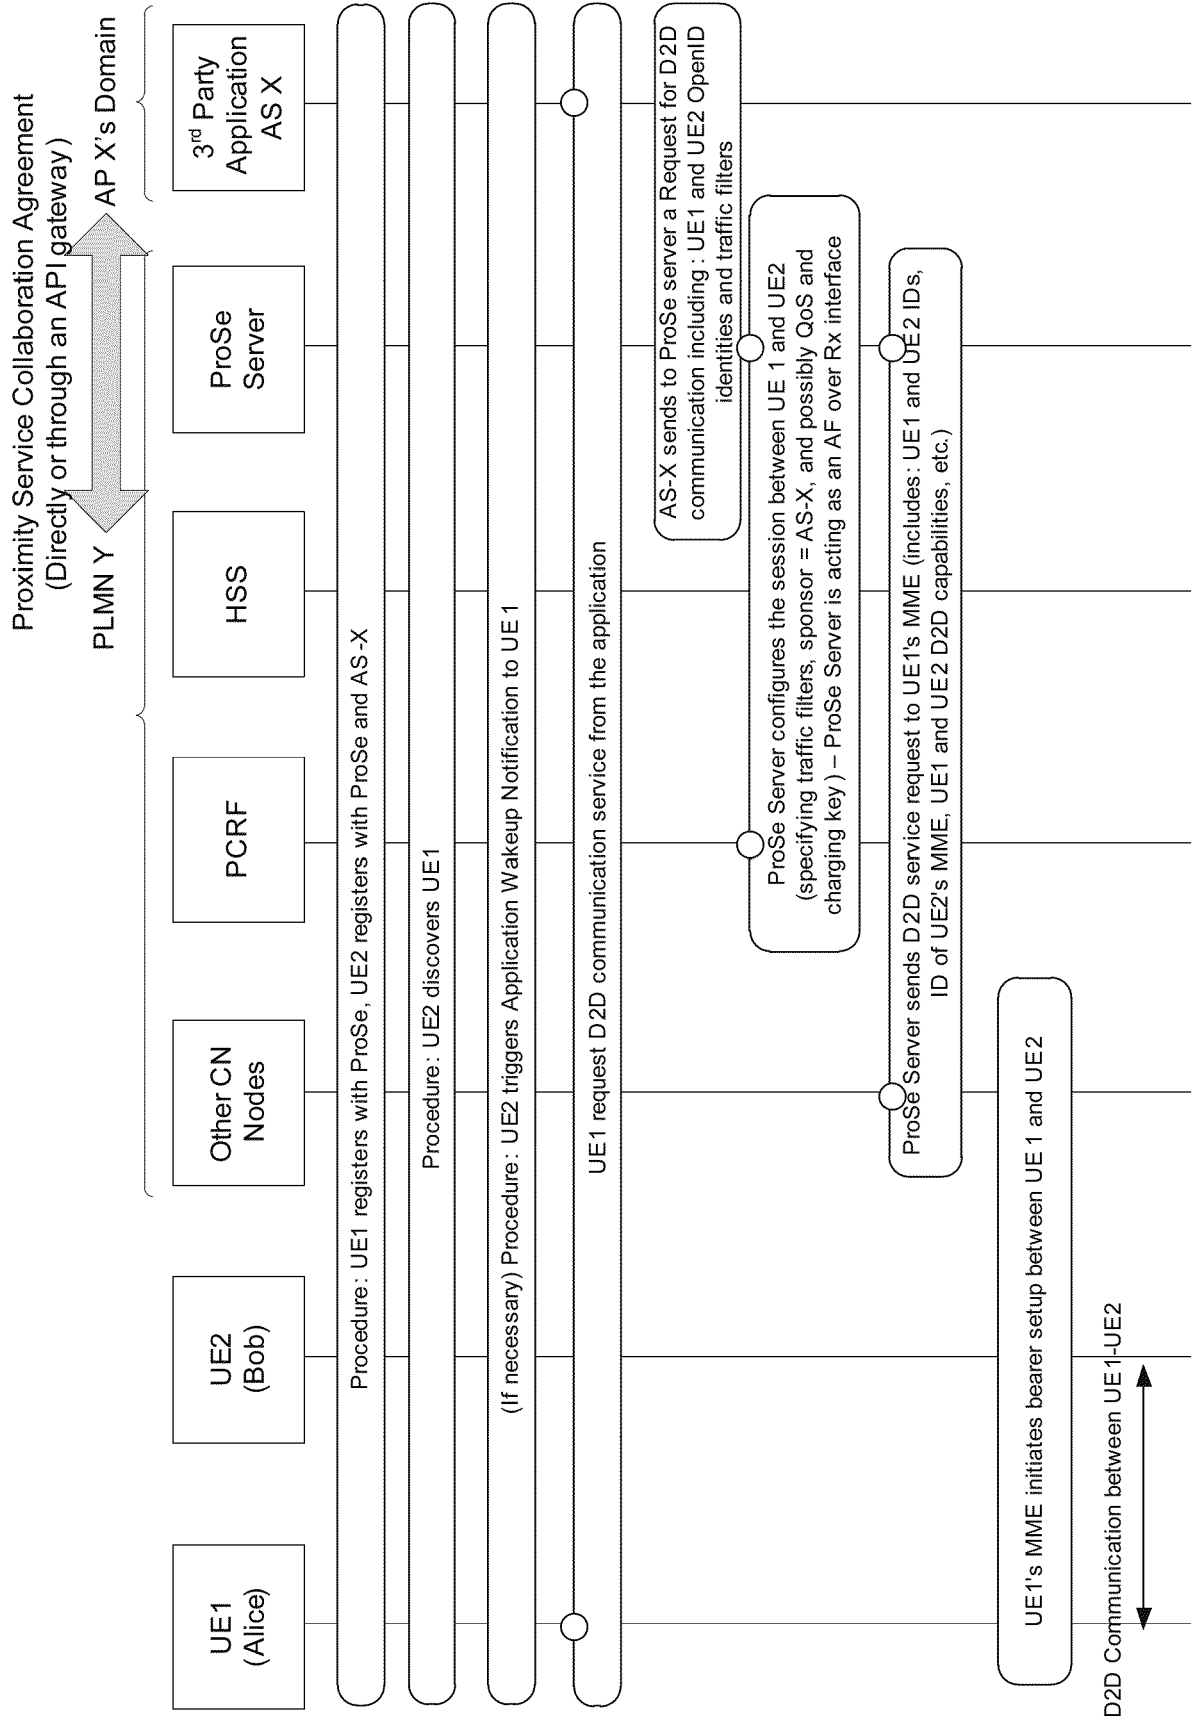 Proximity Service Collaboration Agreement
(Directly or through an API gateway)
PLMN Y
AP X's Domain
UE1
(Alice)
UE2
(Bob)
Other CN
Nodes
PCRF
HSS
ProSe
Server
3rd Party
Application
AS X
Procedure: UE1 registers with ProSe, UE2 registers with ProSe and AS-X
Procedure: UE2 discovers UE1
(If necessary) Procedure: UE2 triggers Application Wakeup Notification to UE1
UE1 request D2D communication service from the application
AS-X sends to ProSe server a Request for D2D
communication including: UE1 and UE2 OpenID
identities and traffic filters
ProSe Server configures the session between UE 1 and UE2
(specifying traffic filters, sponsor = AS-X, and possibly QoS and
charging key) – ProSe Server is acting as an AF over Rx interface
ProSe Server sends D2D service request to UE1's MME (includes: UE1 and UE2 IDs,
ID of UE2's MME, UE1 and UE2 D2D capabilities, etc.)
UE1's MME initiates bearer setup between UE 1 and UE2
D2D Communication between UE1-UE2